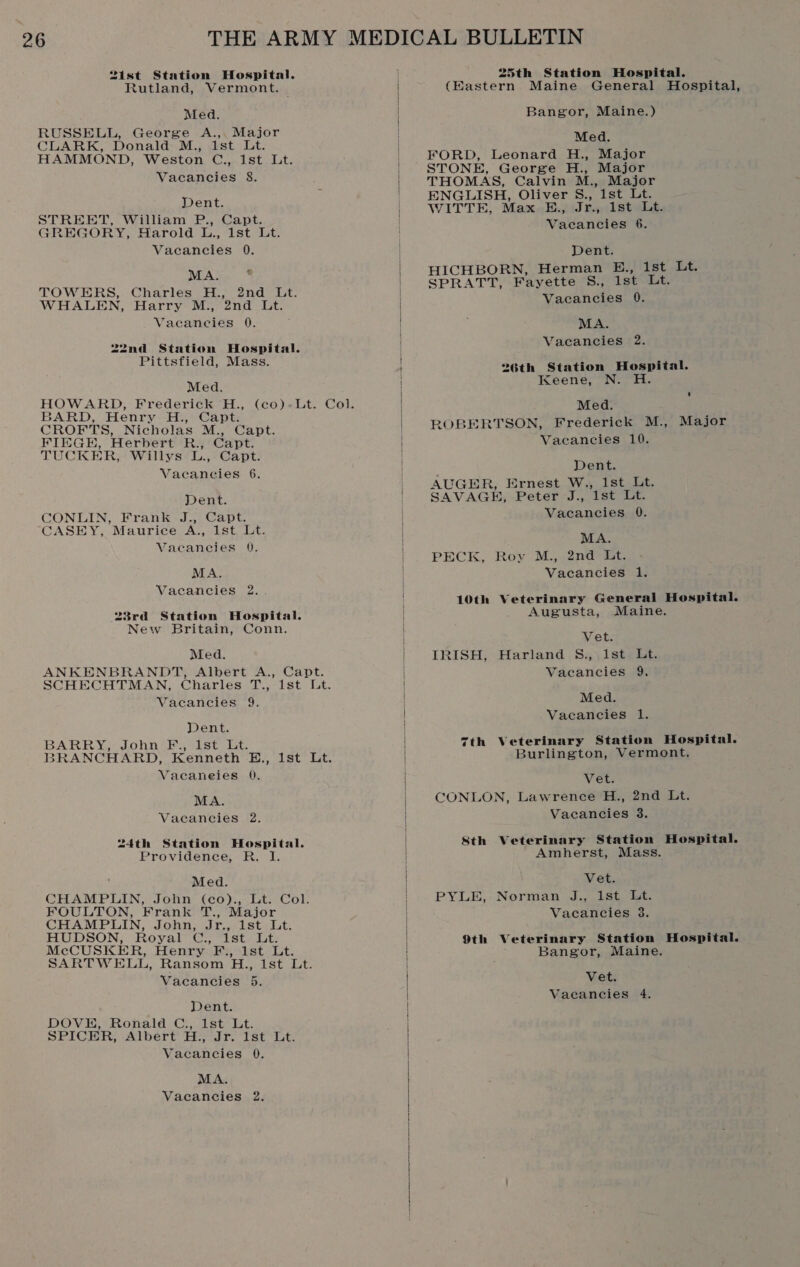 26
THE ARMY MEDICAL BULLETIN
21st Station Hospital.
Rutland, Vermont.
Med.
RUSSELL, George A., Major
CLARK, Donald M., 1st Lt.
HAMMOND, Weston C., 1st Lt.
Vacancies 8.
Dent.
STREET, William P., Capt.
GREGORY, Harold L., 1st Lt.
Vacancies 0.
MA.
TOWERS, Charles H., 2nd Lt.
WHALEN, Harry M., 2nd Lt.
Vacancies 0.
22nd Station Hospital.
Pittsfield, Mass.
Med.
HOWARD, Frederick H., (co) Lt. Col.
BARD, Henry H., Capt.
CROFTS, Nicholas M., Capt.
FIEGE, Herbert R., Capt.
TUCKER, Willys L., Capt.
Vacancies 6.
Dent.
CONLIN, Frank J., Capt.
CASEY, Maurice A., 1st Lt.
Vacancies 0.
MA.
Vacancies 2.
23rd Station Hospital.
New Britain, Conn.
Med.
ANKENBRANDT, Albert A., Capt.
SCHECHTMAN, Charles T., 1st Lt.
Vacancies 9.
Dent.
BARRY, John F., 1st Lt.
BRANCHARD, Kenneth E., 1st Lt.
Vacancies 0.
MA.
Vacancies 2.
24th Station Hospital.
Providence, R. I.
Med.
CHAMPLIN, John (co)., Lt. Col.
FOULTON, Frank T., Major
CHAMPLIN, John, Jr., 1st Lt.
HUDSON, Royal C., 1st Lt.
McCUSKER, Henry F., 1st Lt.
SARTWELL, Ransom H., 1st Lt.
Vacancies 5.
Dent.
DOVE, Ronald C., 1st Lt.
SPICER, Albert H., Jr. 1st Lt.
Vacancies 0.
MA.
Vacancies 2.
25th Station Hospital.
(Eastern Maine General Hospital,
Bangor, Maine.)
Med.
FORD, Leonard H., Major
STONE, George H., Major
THOMAS, Calvin M., Major
ENGLISH, Oliver S., 1st Lt.
WITTE, Max E., Jr., 1st Lt.
Vacancies 6.
Dent.
HICHBORN, Herman E., 1st Lt.
SPRATT, Fayette S., 1st Lt.
Vacancies 0.
MA.
Vacancies 2.
26th Station Hospital.
Keene, N. H.
Med.
ROBERTSON, Frederick M., Major
Vacancies 10.
Dent.
AUGER, Ernest W., 1st Lt.
SAVAGE, Peter J., 1st Lt.
Vacancies 0.
MA.
PECK, Roy M., 2nd Lt.
Vacancies 1.
10th Veterinary General Hospital.
Augusta, Maine.
Vet.
IRISH, Harland S., 1st Lt.
Vacancies 9.
Med.
Vacancies 1.
7th Veterinary Station Hospital.
Burlington, Vermont.
Vet.
CONLON, Lawrence H., 2nd Lt.
Vacancies 3.
8th Veterinary Station Hospital.
Amherst, Mass.
Vet.
PYLE, Norman J., 1st Lt.
Vacancies 3.
9th Veterinary Station Hospital.
Bangor, Maine.
Vet.
Vacancies 4.